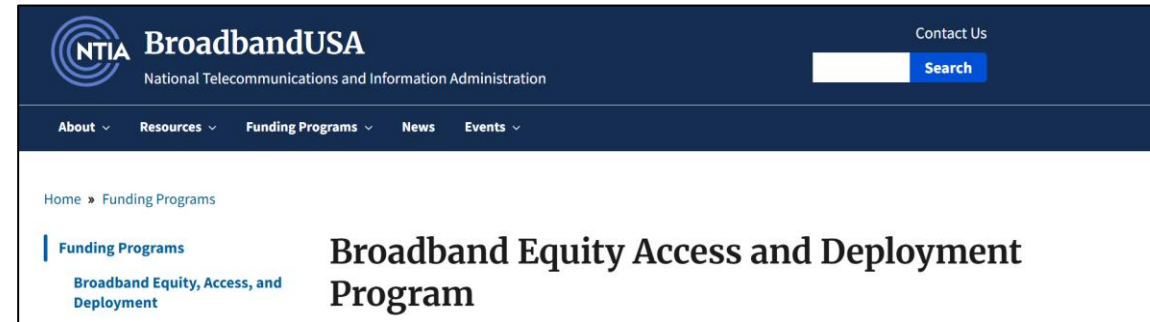 Contact Us
NTIA
BroadbandUSA
National Telecommunications and Information Administration
Search
About
Resources
Funding Programs
News
Events
Home » Funding Programs
Funding Programs
Broadband Equity, Access, and
Deployment
Broadband Equity Access and Deployment
Program